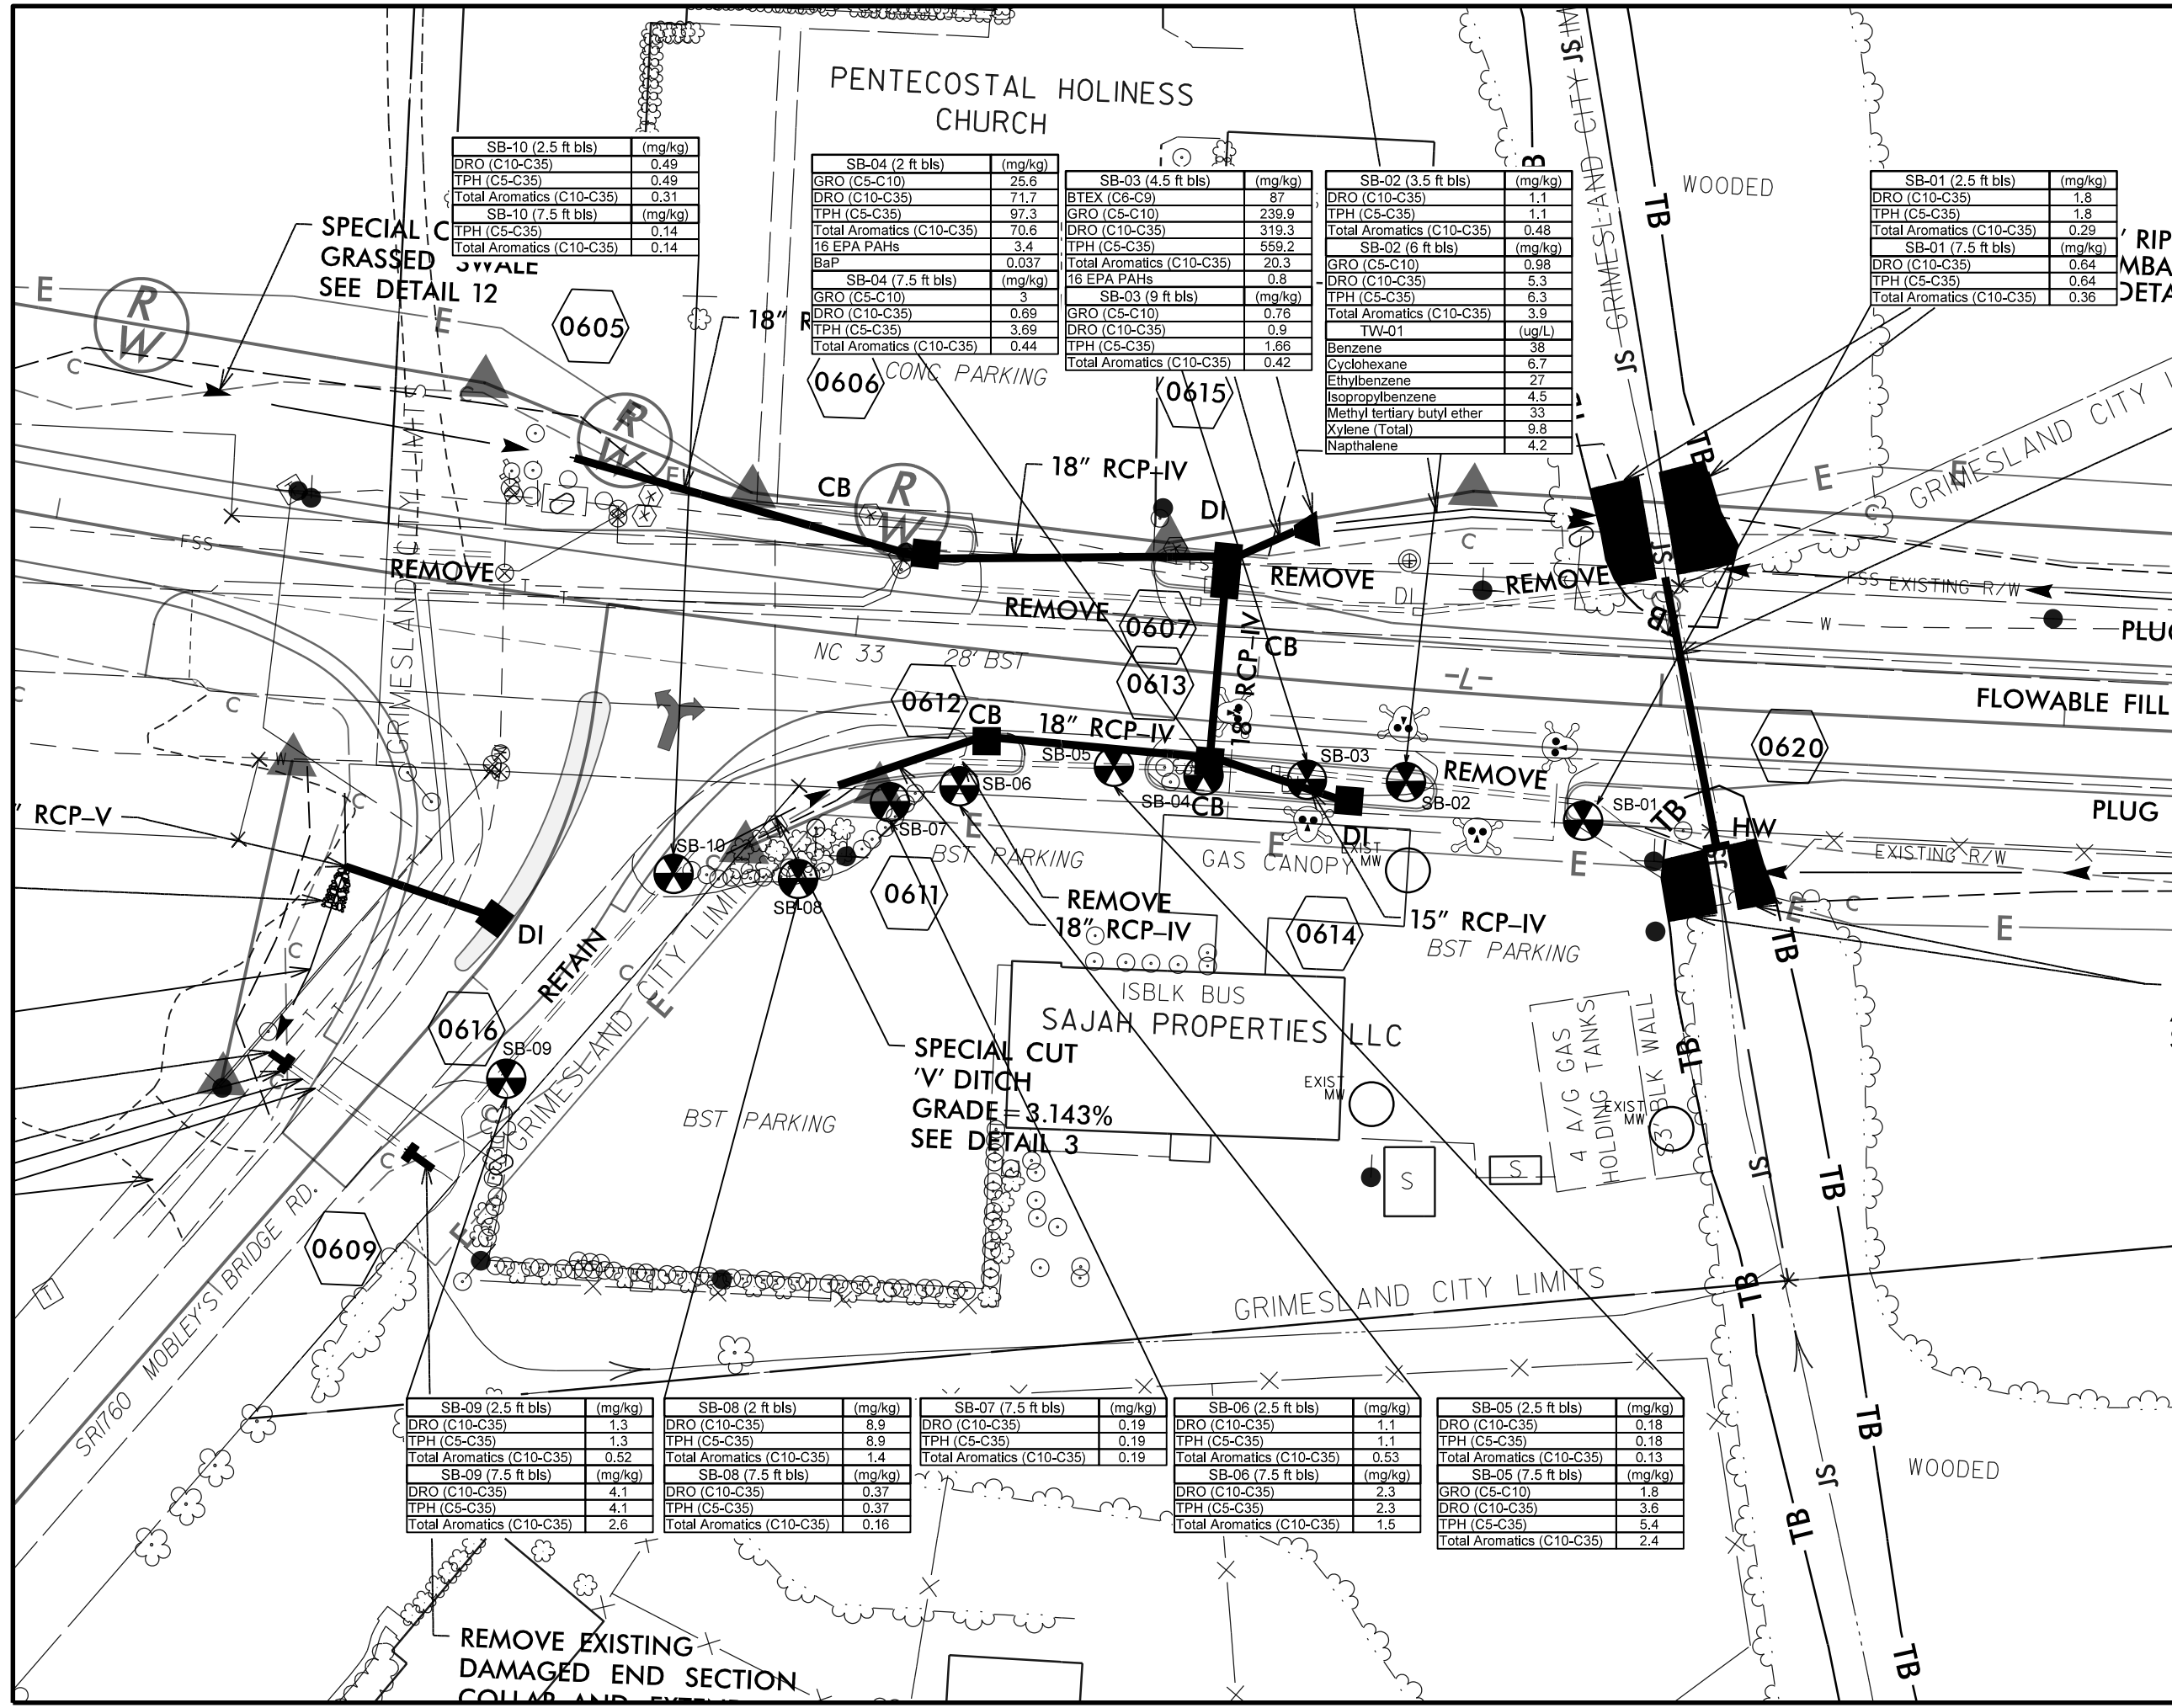 PENTECOSTAL HOLINESS
CHURCH
WOODED
SB-10 (2.5 ft bls) (mg/kg)
DRO (C10-C35) 0.49
TPH (C5-C35) 0.49
Total Aromatics (C10-C35) 0.31
SB-10 (7.5 ft bls) (mg/kg)
TPH (C5-C35) 0.14
Total Aromatics (C10-C35) 0.14
SB-04 (2 ft bls) (mg/kg)
GRO (C5-C10) 25.6
DRO (C10-C35) 71.7
TPH (C5-C35) 97.3
Total Aromatics (C10-C35) 70.6
16 EPA PAHs 3.4
BaP 0.037
SB-04 (7.5 ft bls) (mg/kg)
GRO (C5-C10) 3
DRO (C10-C35) 0.69
TPH (C5-C35) 3.69
Total Aromatics (C10-C35) 0.44
SB-03 (4.5 ft bls) (mg/kg)
BTEX (C6-C9) 87
GRO (C5-C10) 239.9
DRO (C10-C35) 319.3
TPH (C5-C35) 559.2
Total Aromatics (C10-C35) 20.3
16 EPA PAHs 0.8
SB-03 (9 ft bls) (mg/kg)
GRO (C5-C10) 0.76
DRO (C10-C35) 0.9
TPH (C5-C35) 1.66
Total Aromatics (C10-C35) 0.42
SB-02 (3.5 ft bls) (mg/kg)
DRO (C10-C35) 1.1
TPH (C5-C35) 1.1
Total Aromatics (C10-C35) 0.48
SB-02 (6 ft bls) (mg/kg)
GRO (C5-C10) 0.98
DRO (C10-C35) 5.3
TPH (C5-C35) 6.3
Total Aromatics (C10-C35) 3.9
TW-01 (ug/L)
Benzene 38
Cyclohexane 6.7
Ethylbenzene 27
Isopropylbenzene 4.5
Methyl tertiary butyl ether 33
Xylene (Total) 9.8
Napthalene 4.2
SB-01 (2.5 ft bls) (mg/kg)
DRO (C10-C35) 1.8
TPH (C5-C35) 1.8
Total Aromatics (C10-C35) 0.29
SB-01 (7.5 ft bls) (mg/kg)
DRO (C10-C35) 0.64
TPH (C5-C35) 0.64
Total Aromatics (C10-C35) 0.36
SPECIAL C
GRASSED SWALE
SEE DETAIL 12
' RIP
MBA
DETA
GRIMESLAND CITY
GRIMESLAND CITY
GRIMESLAND CITY LIMITS
R
W
R
W
R
W
0605
18" R
0606
CONC PARKING
0615
CB
18" RCP-IV
DI
FSS
REMOVE
REMOVE
REMOVE
REMOVE
DI
FSS EXISTING R/W
W
PLUG
0607
CB
18" RCP-IV
NC 33
28' BST
0613
0612
CB
18" RCP-IV
-L-
FLOWABLE FILL
0620
SB-05
SB-03
SB-06
SB-04
CB
SB-02
REMOVE
SB-01
DI
TB
HW
PLUG
" RCP-V
SB-07
SB-10
SB-08
BST PARKING
GAS CANOPY
EXIST
MW
EXISTING R/W
0611
REMOVE
18" RCP-IV
0614
15" RCP-IV
BST PARKING
DI
RETAIN
GRIMESLAND CITY LIMI
0616
SB-09
ISBLK BUS
SAJAH PROPERTIES LLC
SPECIAL CUT
'V' DITCH
GRADE=3.143%
SEE DETAIL 3
BST PARKING
EXIST
MW
4 A/G GAS
HOLDING TANKS
3' BLK WALL
EXIST
MW
S
S
0609
SR1760 MOBLEY'S BRIDGE RD.
GRIMESLAND CITY LIMITS
TB
TB
TB
TB
TB
TB
TB
TB
JS
JS
WOODED
SB-09 (2.5 ft bls) (mg/kg)
DRO (C10-C35) 1.3
TPH (C5-C35) 1.3
Total Aromatics (C10-C35) 0.52
SB-09 (7.5 ft bls) (mg/kg)
DRO (C10-C35) 4.1
TPH (C5-C35) 4.1
Total Aromatics (C10-C35) 2.6
SB-08 (2 ft bls) (mg/kg)
DRO (C10-C35) 8.9
TPH (C5-C35) 8.9
Total Aromatics (C10-C35) 1.4
SB-08 (7.5 ft bls) (mg/kg)
DRO (C10-C35) 0.37
TPH (C5-C35) 0.37
Total Aromatics (C10-C35) 0.16
SB-07 (7.5 ft bls) (mg/kg)
DRO (C10-C35) 0.19
TPH (C5-C35) 0.19
Total Aromatics (C10-C35) 0.19
SB-06 (2.5 ft bls) (mg/kg)
DRO (C10-C35) 1.1
TPH (C5-C35) 1.1
Total Aromatics (C10-C35) 0.53
SB-06 (7.5 ft bls) (mg/kg)
DRO (C10-C35) 2.3
TPH (C5-C35) 2.3
Total Aromatics (C10-C35) 1.5
SB-05 (2.5 ft bls) (mg/kg)
DRO (C10-C35) 0.18
TPH (C5-C35) 0.18
Total Aromatics (C10-C35) 0.13
SB-05 (7.5 ft bls) (mg/kg)
GRO (C5-C10) 1.8
DRO (C10-C35) 3.6
TPH (C5-C35) 5.4
Total Aromatics (C10-C35) 2.4
REMOVE EXISTING
DAMAGED END SECTION
COLLAR AND EXTEND